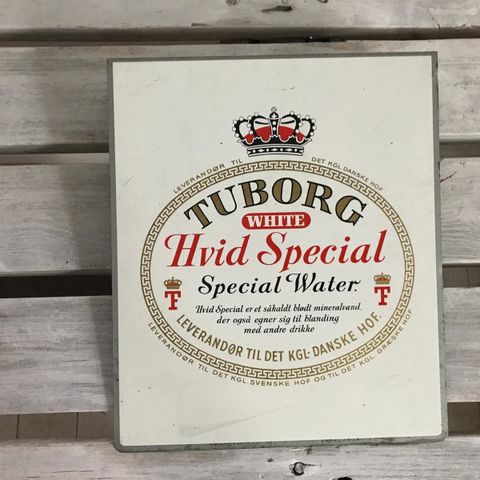 LEVERANDØR TIL DET KGL·DANSKE HOF
TUBORG
WHITE
Hvid Special
Special Water.
TF TF
Hvid Special er et såkaldt blødt mineralvand,
der også egner sig til blanding
med andre drikke
LEVERANDØR TIL DET KGL·DANSKE HOF.
LEVERANDØR TIL DET KGL. SVENSKE HOF OG TIL DET KGL. GRÆSKE HOF